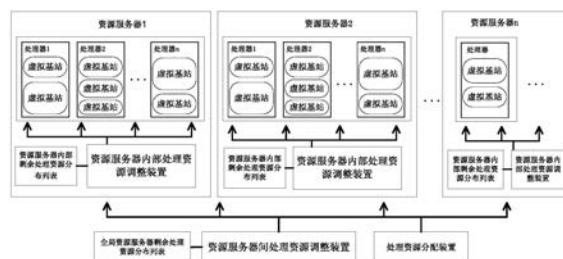 资源服务器1
处理器1
虚拟基站
虚拟基站
处理器2
虚拟基站
虚拟基站
虚拟基站
...
处理器n
虚拟基站
虚拟基站
资源服务器内部
剩余处理资源分
布列表
资源服务器内部处理资
源调整装置
资源服务器2
处理器1
虚拟基站
虚拟基站
处理器2
虚拟基站
虚拟基站
虚拟基站
...
处理器n
虚拟基站
虚拟基站
资源服务器内部
剩余处理资源分
布列表
资源服务器内部处理资
源调整装置
...
资源服务器n
处理器
虚拟基站
虚拟基站
...
资源服务器内
部剩余处理资
源分布列表
资源服务器内
部处理资源调
整装置
全局资源服务器剩余处理
资源分布列表
资源服务器间处理资源调整装置
处理资源分配装置